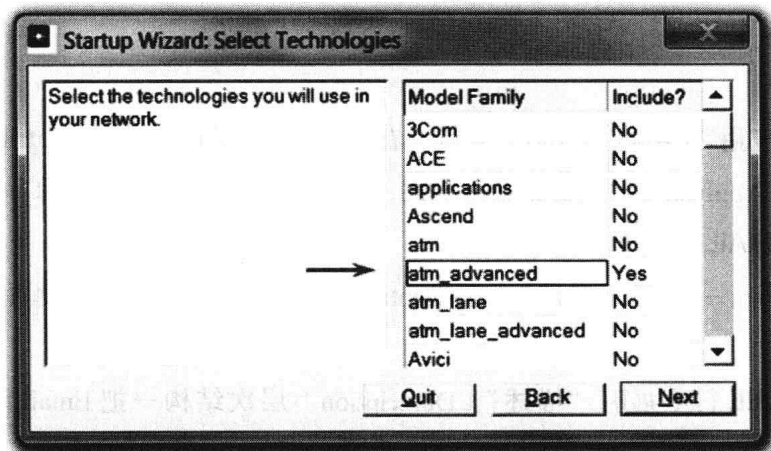 Startup Wizard: Select Technologies
Select the technologies you will use in
your network.
Model Family Include?
3Com No
ACE No
applications No
Ascend No
atm No
atm_advanced Yes
atm_lane No
atm_lane_advanced No
Avici No
Quit Back Next